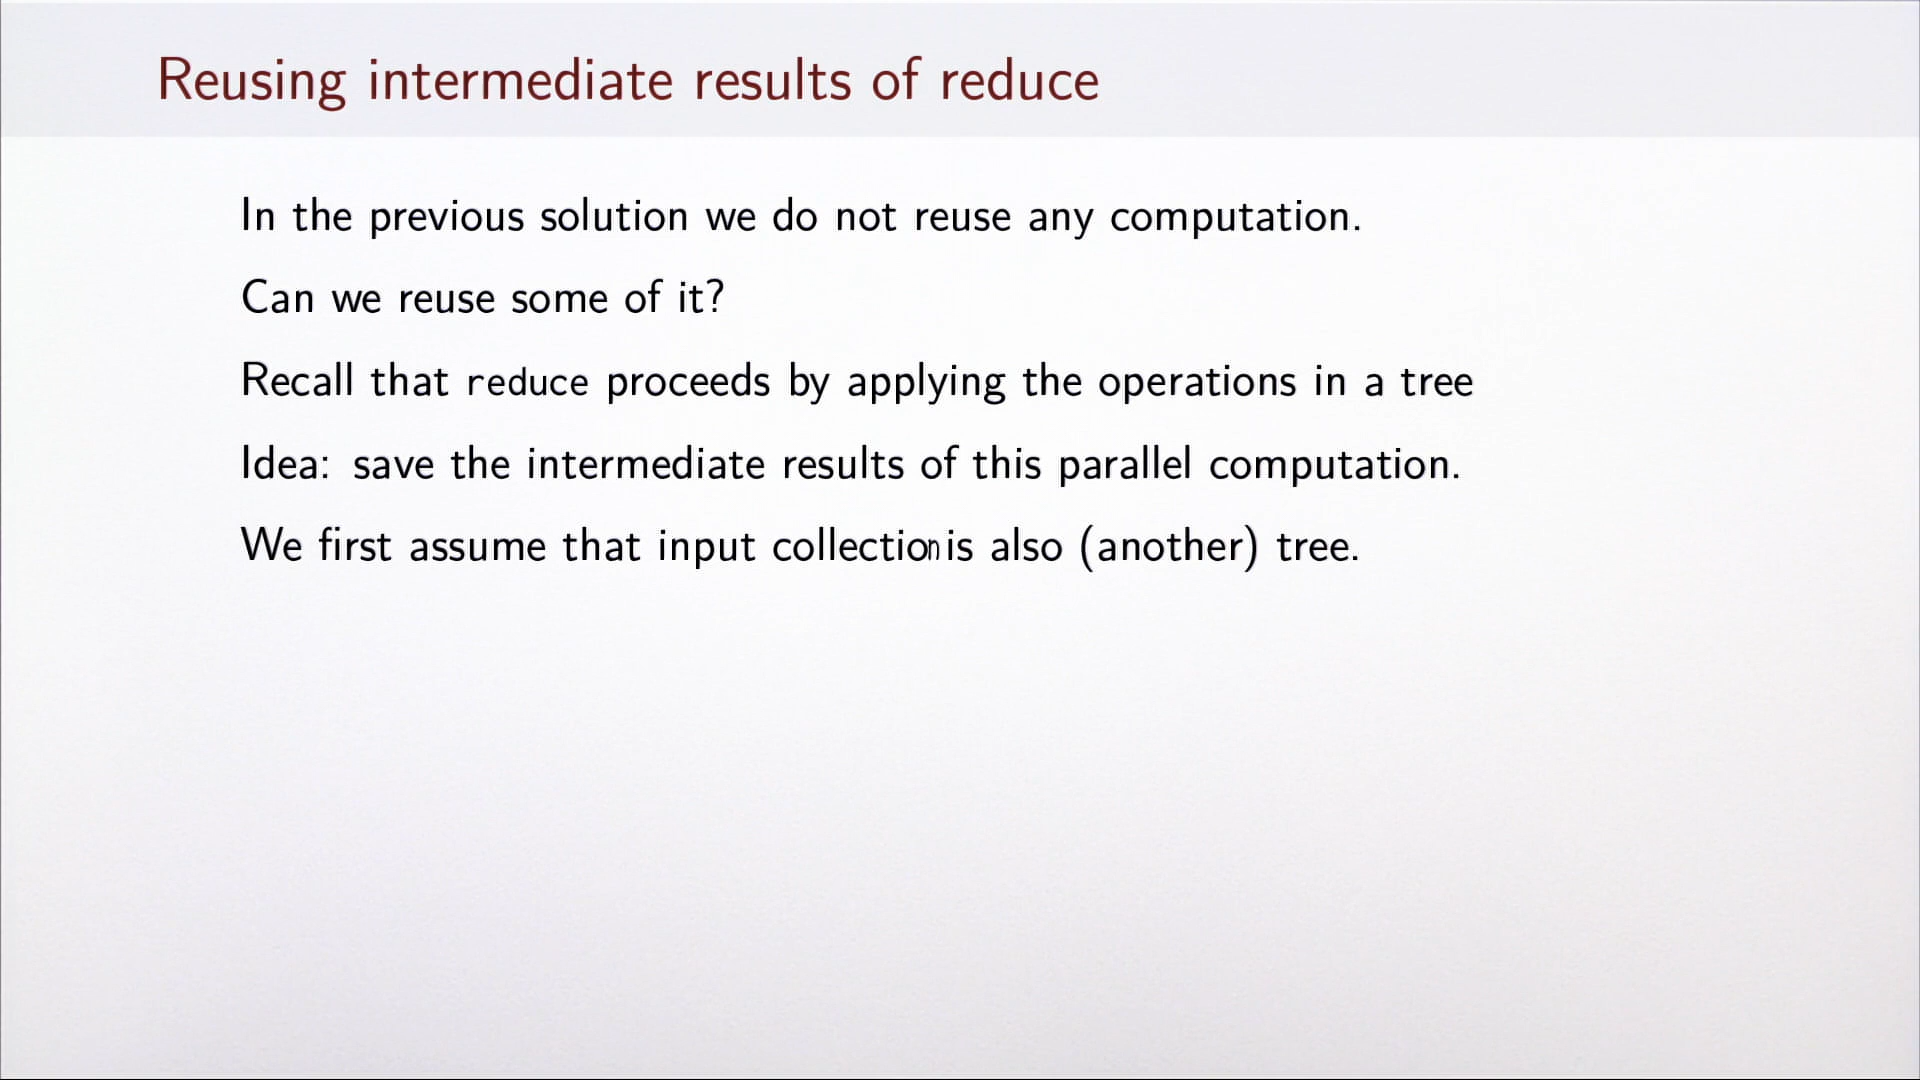 Reusing intermediate results of reduce
In the previous solution we do not reuse any computation.
Can we reuse some of it?
Recall that reduce proceeds by applying the operations in a tree
Idea: save the intermediate results of this parallel computation.
We first assume that input collection is also (another) tree.